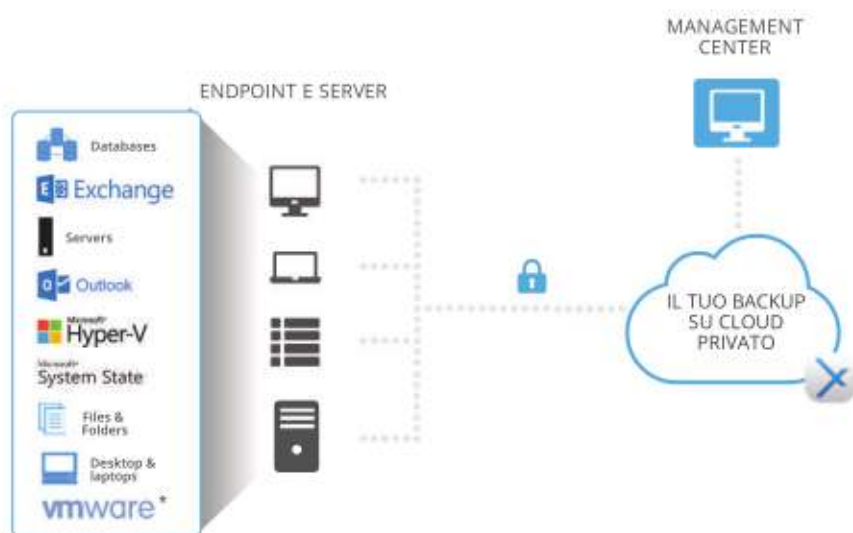 MANAGEMENT
CENTER
ENDPOINT E SERVER
Databases
Exchange
Servers
Outlook
Microsoft
Hyper-V
Microsoft
System State
Files &
Folders
Desktop &
laptops
vmware*
IL TUO BACKUP
SU CLOUD
PRIVATO